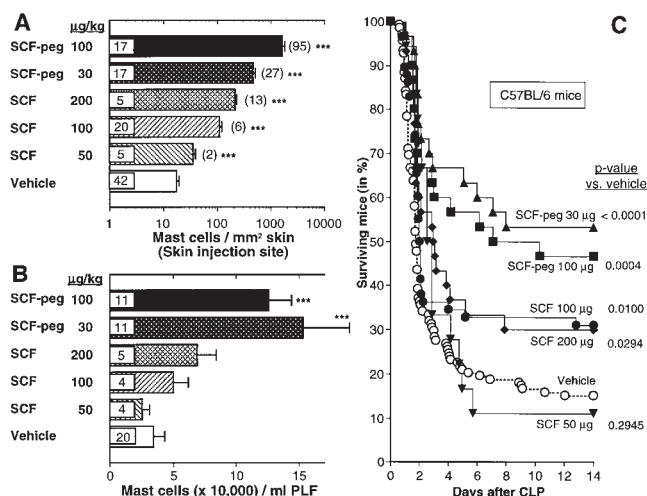 A
µg/kg
SCF-peg 100 17 (95) ***
SCF-peg 30 17 (27) ***
SCF 200 5 (13) ***
SCF 100 20 (6) ***
SCF 50 5 (2) ***
Vehicle 42
1 10 100 1000 10000
Mast cells / mm² skin
(Skin injection site)
B
µg/kg
SCF-peg 100 11 ***
SCF-peg 30 11 ***
SCF 200 5
SCF 100 4
SCF 50 4
Vehicle 20
0 5 10 15
Mast cells (x 10,000) / ml PLF
C
Surviving mice (in %)
100
90
80
70
60
50
40
30
20
10
0
C57BL/6 mice
p-value
vs. vehicle
SCF-peg 30 µg < 0.0001
SCF-peg 100 µg 0.0004
SCF 100 µg 0.0100
SCF 200 µg 0.0294
Vehicle
SCF 50 µg 0.2945
0 2 4 6 8 10 12 14
Days after CLP